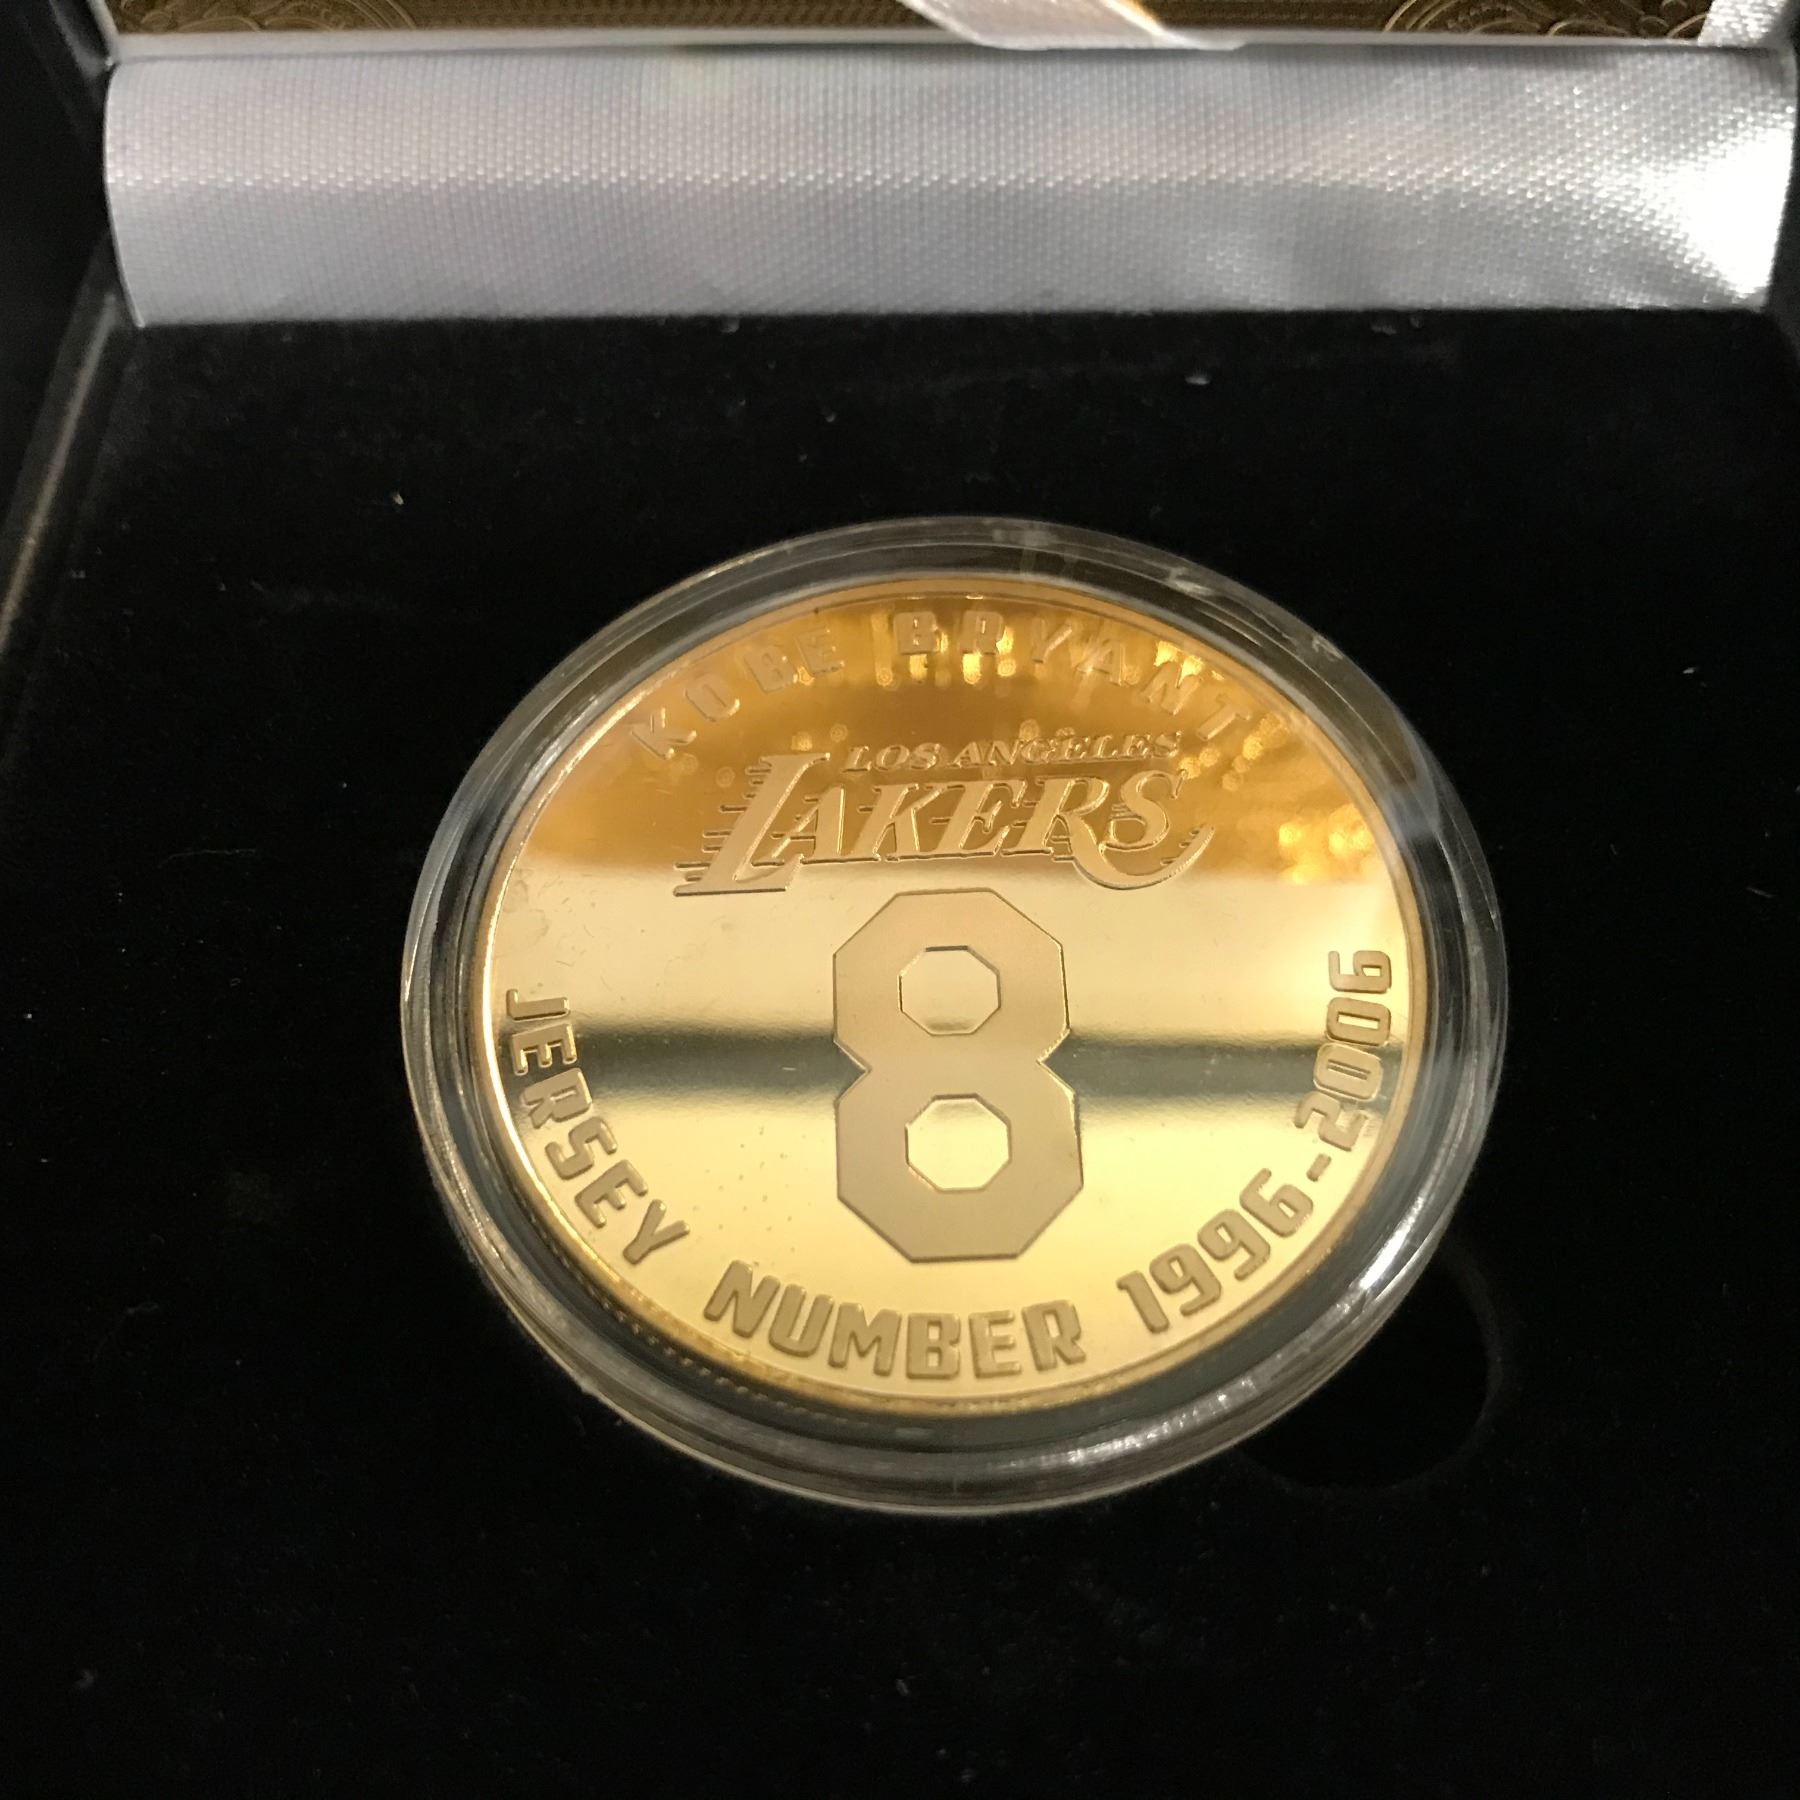 KOBE BRYANT
LOS ANGELES
LAKERS
8
JERSEY NUMBER 1996-2006